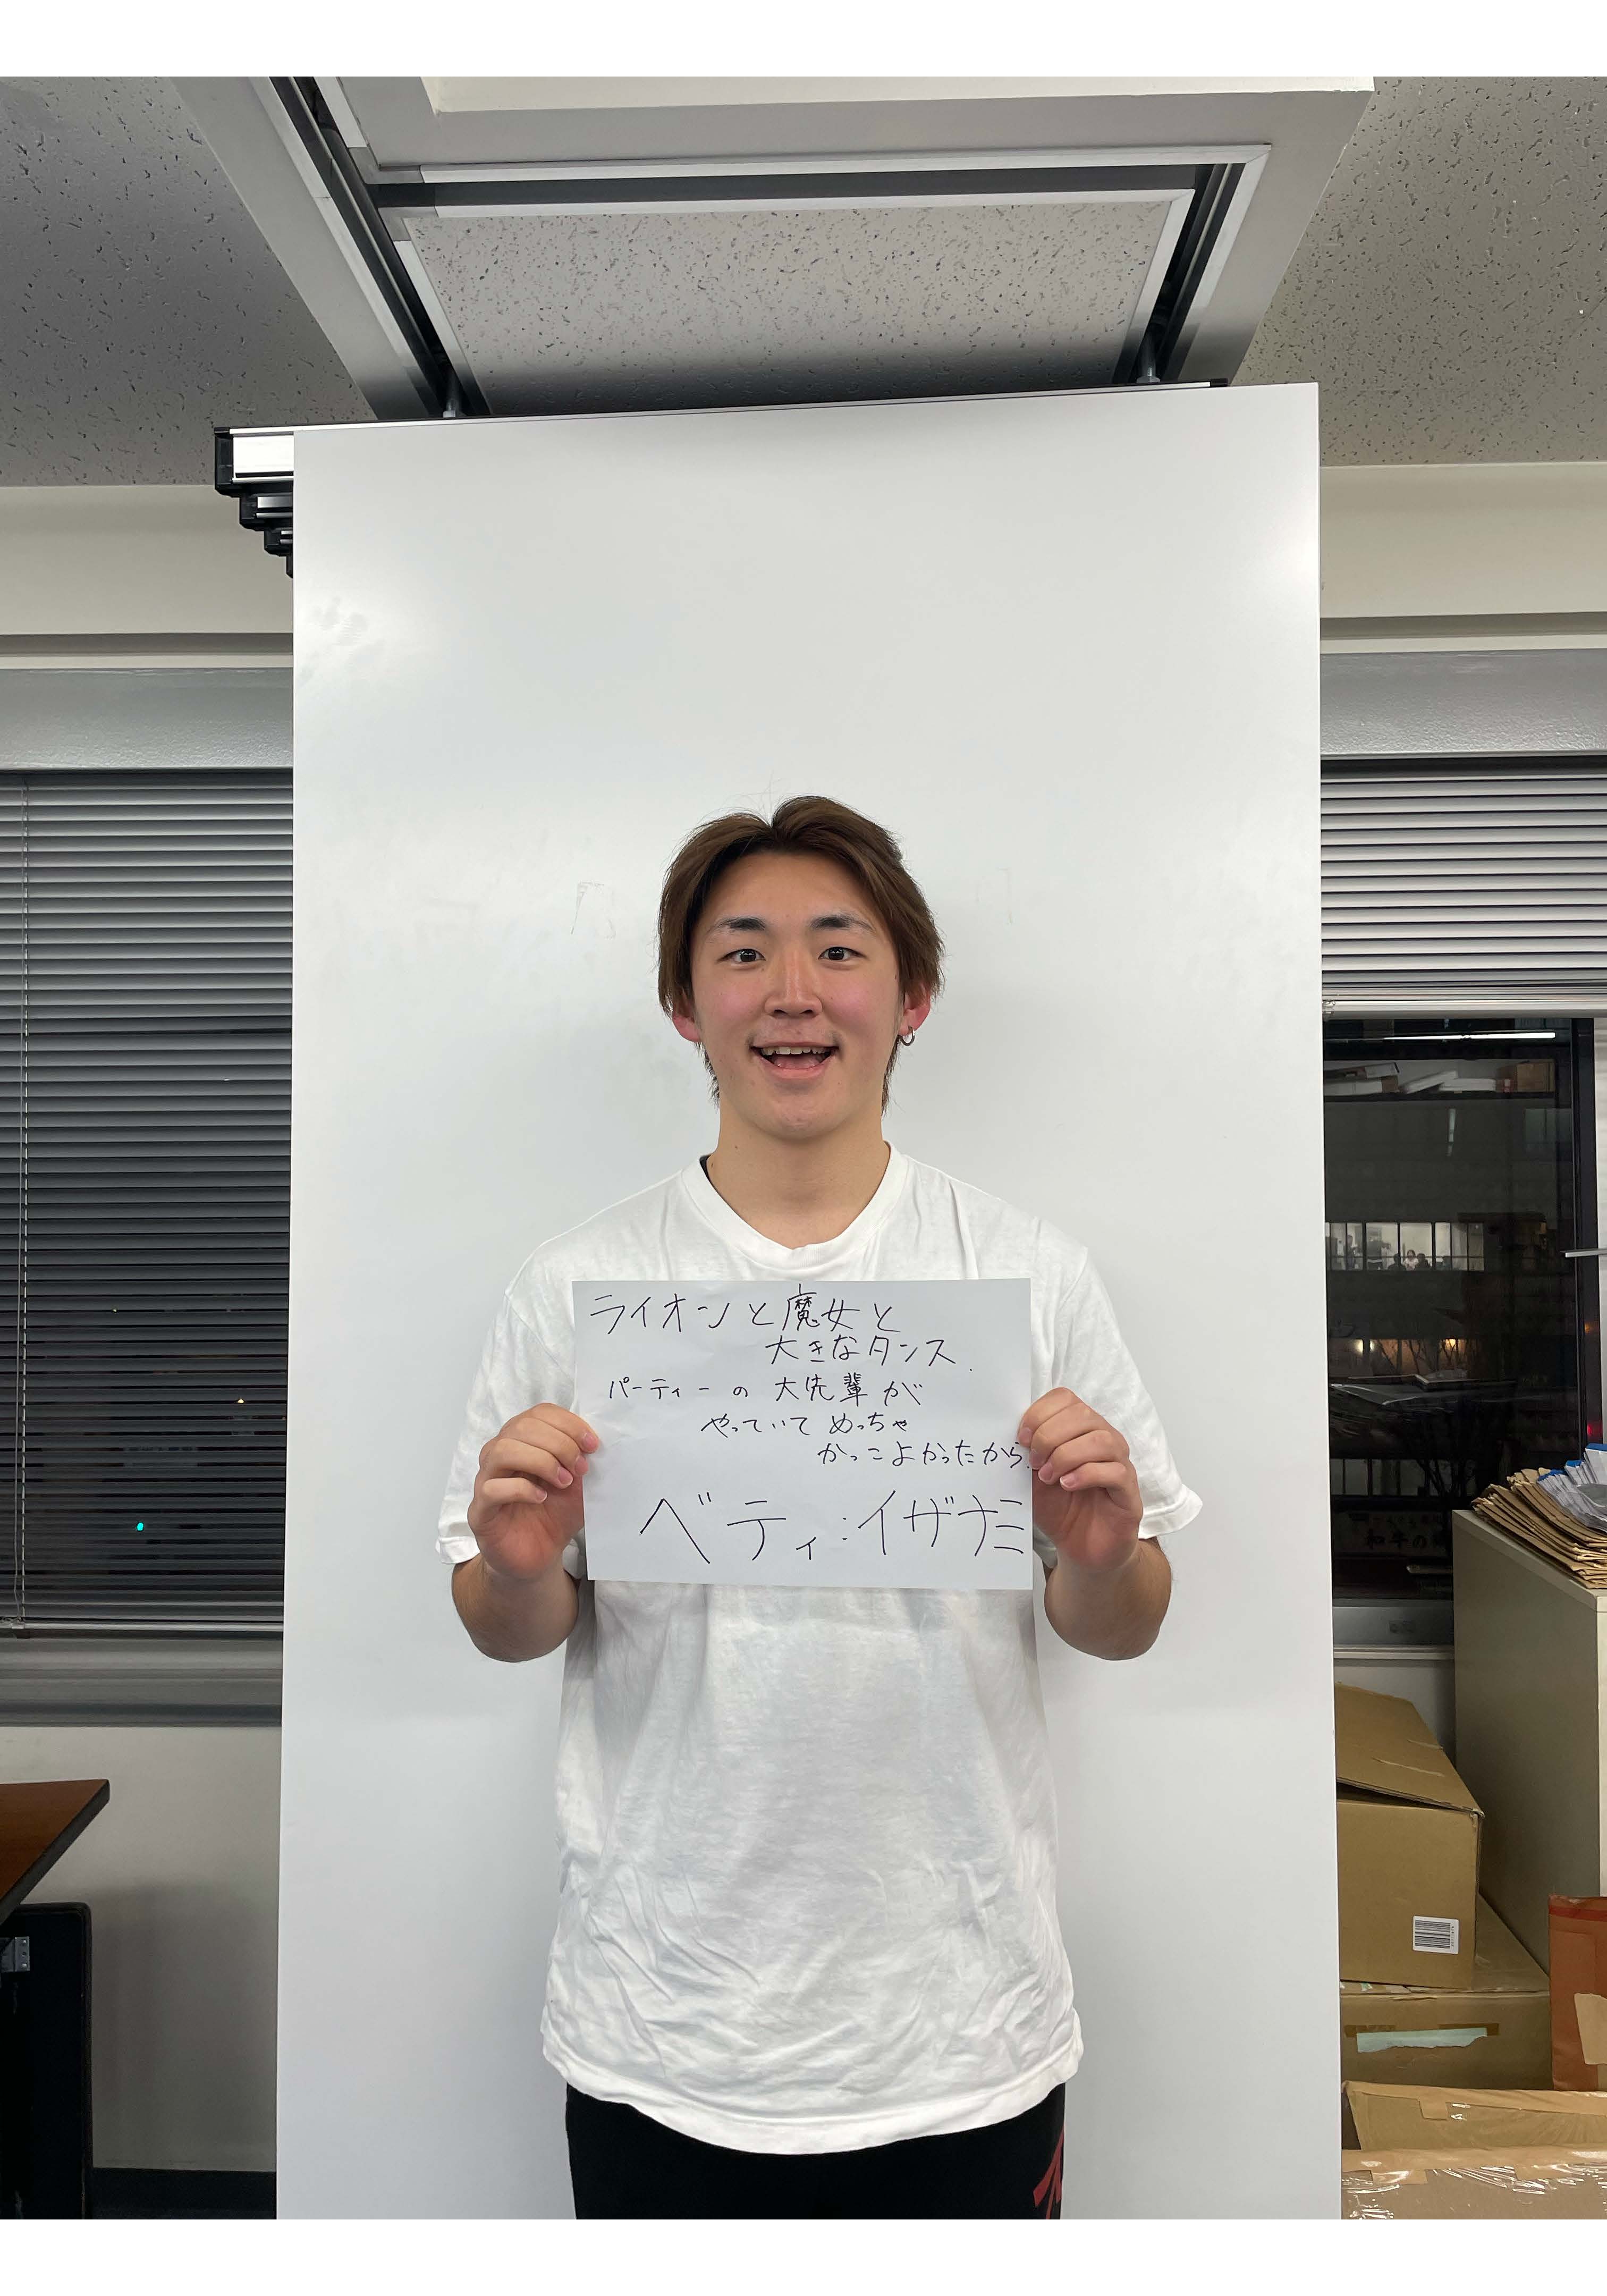 ライオンと魔女と
大きなタンス.
パーティーの大先輩が
やっていてめっちゃ
かっこよかったから.
ベティ:イザナミ